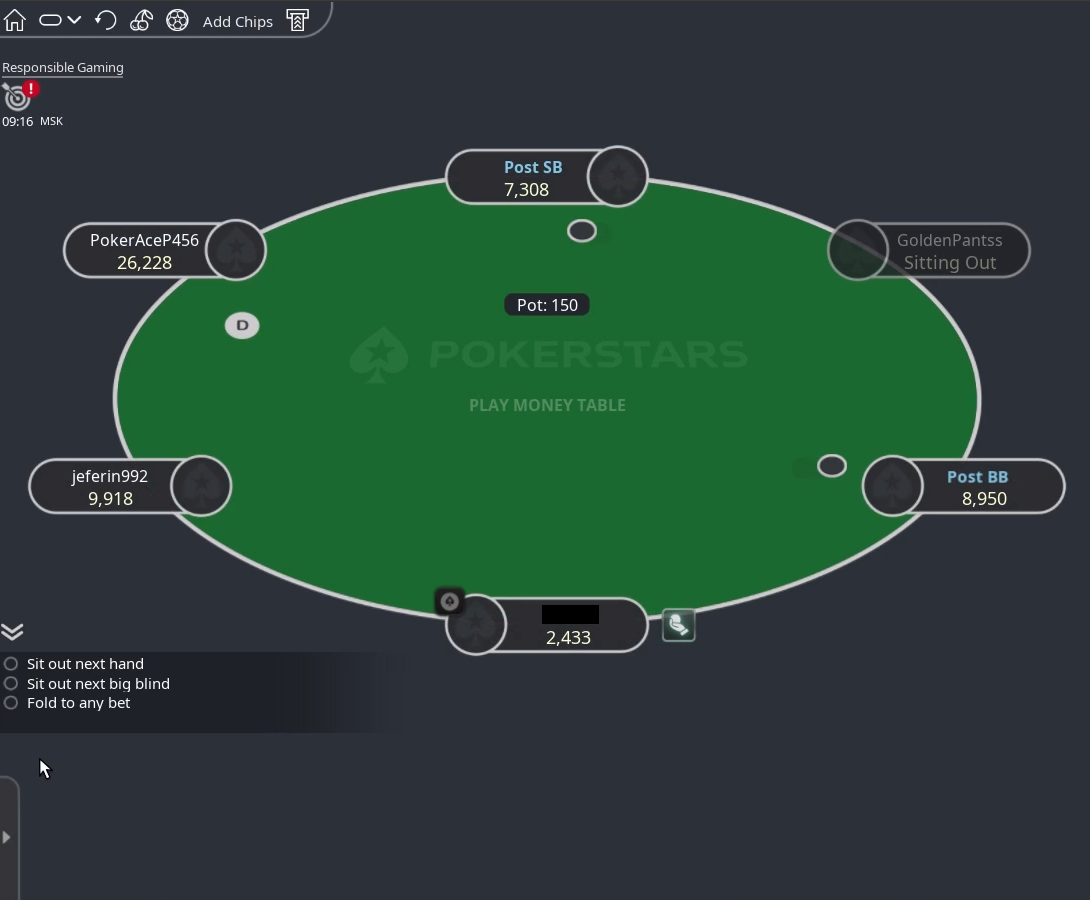 Add Chips
Responsible Gaming
!
09:16 MSK
Post SB
7,308
PokerAceP456
26,228
GoldenPantss
Sitting Out
D
Pot: 150
POKERSTARS
PLAY MONEY TABLE
jeferin992
9,918
Post BB
8,950
2,433
Sit out next hand
Sit out next big blind
Fold to any bet